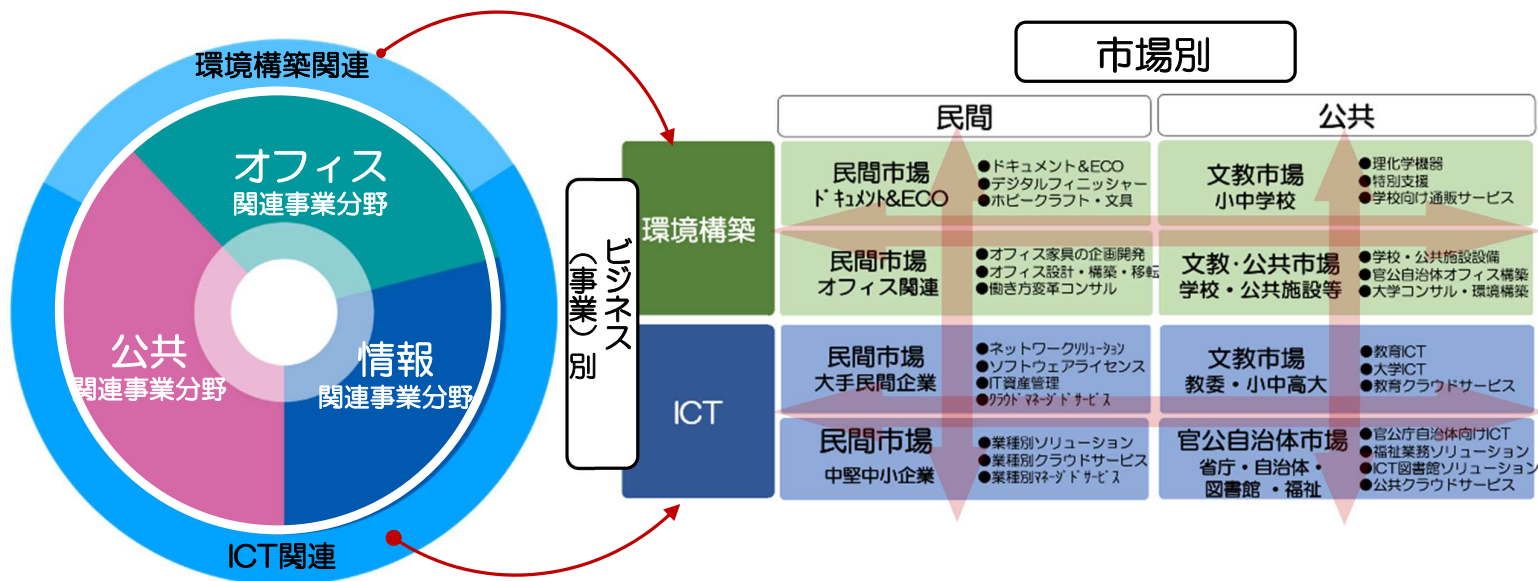 環境構築関連
オフィス
関連事業分野
公共
関連事業分野
情報
関連事業分野
ICT関連
市場別
ビジネス
（事業）別
民間
公共
環境構築
民間市場
ドキュメント&ECO
●ドキュメント&ECO
●デジタルフィニッシャー
●ホビークラフト・文具
文教市場
小中学校
●理化学機器
●特別支援
●学校向け通販サービス
民間市場
オフィス関連
●オフィス家具の企画開発
●オフィス設計・構築・移転
●働き方変革コンサル
文教･公共市場
学校・公共施設等
●学校・公共施設設備
●官公自治体オフィス構築
●大学コンサル・環境構築
ICT
民間市場
大手民間企業
●ネットワークソリューション
●ソフトウェアライセンス
●IT資産管理
●クラウドマネージドサービス
文教市場
教委・小中高大
●教育ICT
●大学ICT
●教育クラウドサービス
民間市場
中堅中小企業
●業種別ソリューション
●業種別クラウドサービス
●業種別マネージドサービス
官公自治体市場
省庁・自治体・
図書館 ・福祉
●官公庁自治体向けICT
●福祉業務ソリューション
●ICT図書館ソリューション
●公共クラウドサービス